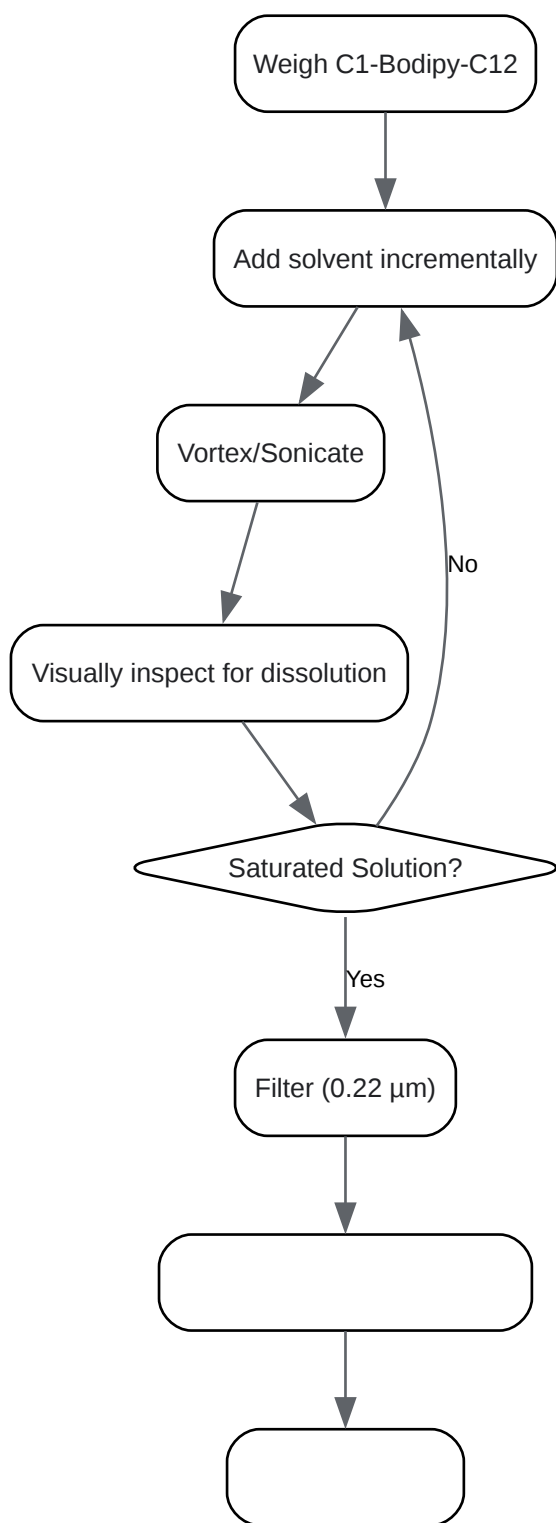 Weigh C1-Bodipy-C12
Add solvent incrementally
Vortex/Sonicate
Visually inspect for dissolution
No
Saturated Solution?
Yes
Filter (0.22 µm)